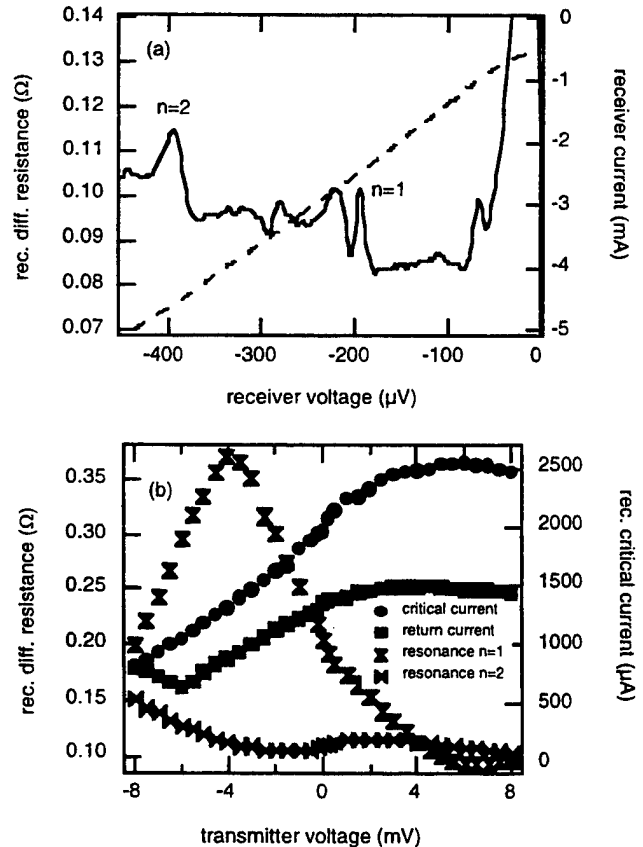 (a)
n=2
n=1
rec. diff. resistance (Ω)
0.14
0.13
0.12
0.11
0.10
0.09
0.08
0.07
receiver current (mA)
0
-1
-2
-3
-4
-5
-400
-300
-200
-100
0
receiver voltage (µV)
(b)
rec. diff. resistance (Ω)
0.35
0.30
0.25
0.20
0.15
0.10
rec. critical current (µA)
2500
2000
1500
1000
500
0
critical current
return current
resonance n=1
resonance n=2
-8
-4
0
4
8
transmitter voltage (mV)